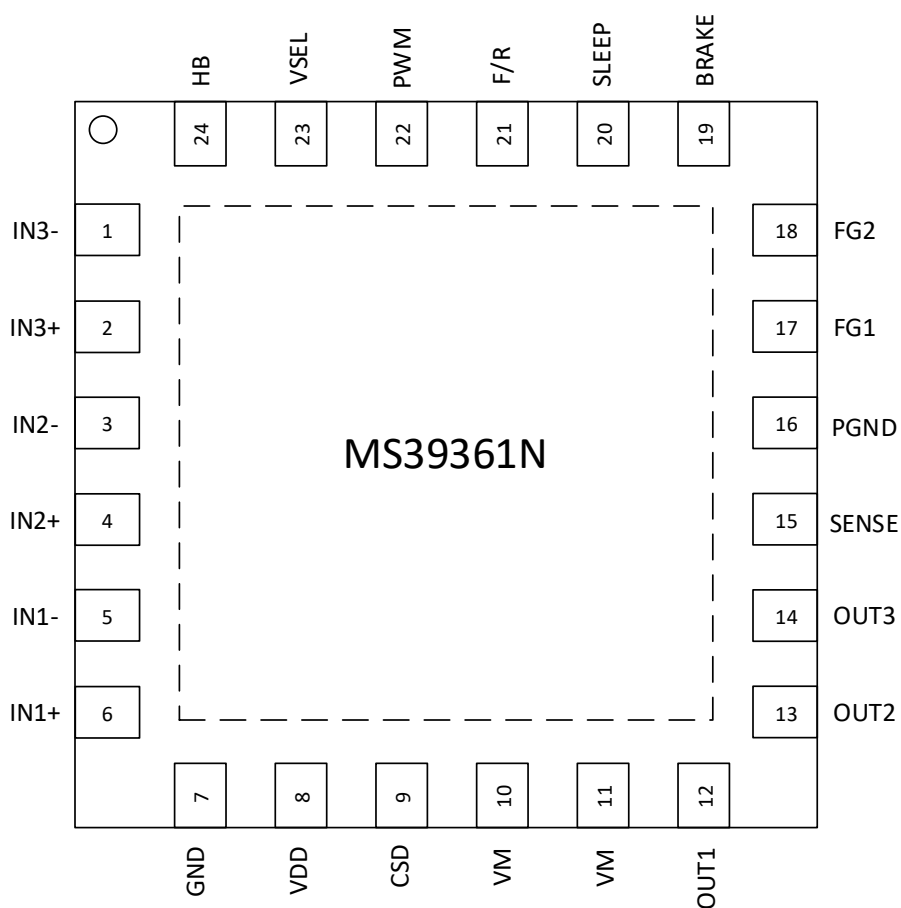 HB
VSEL
PWM
F/R
SLEEP
BRAKE
24
23
22
21
20
19
IN3- 1
18 FG2
IN3+ 2
17 FG1
IN2- 3
16 PGND
MS39361N
IN2+ 4
15 SENSE
IN1- 5
14 OUT3
IN1+ 6
13 OUT2
7
8
9
10
11
12
GND
VDD
CSD
VM
VM
OUT1